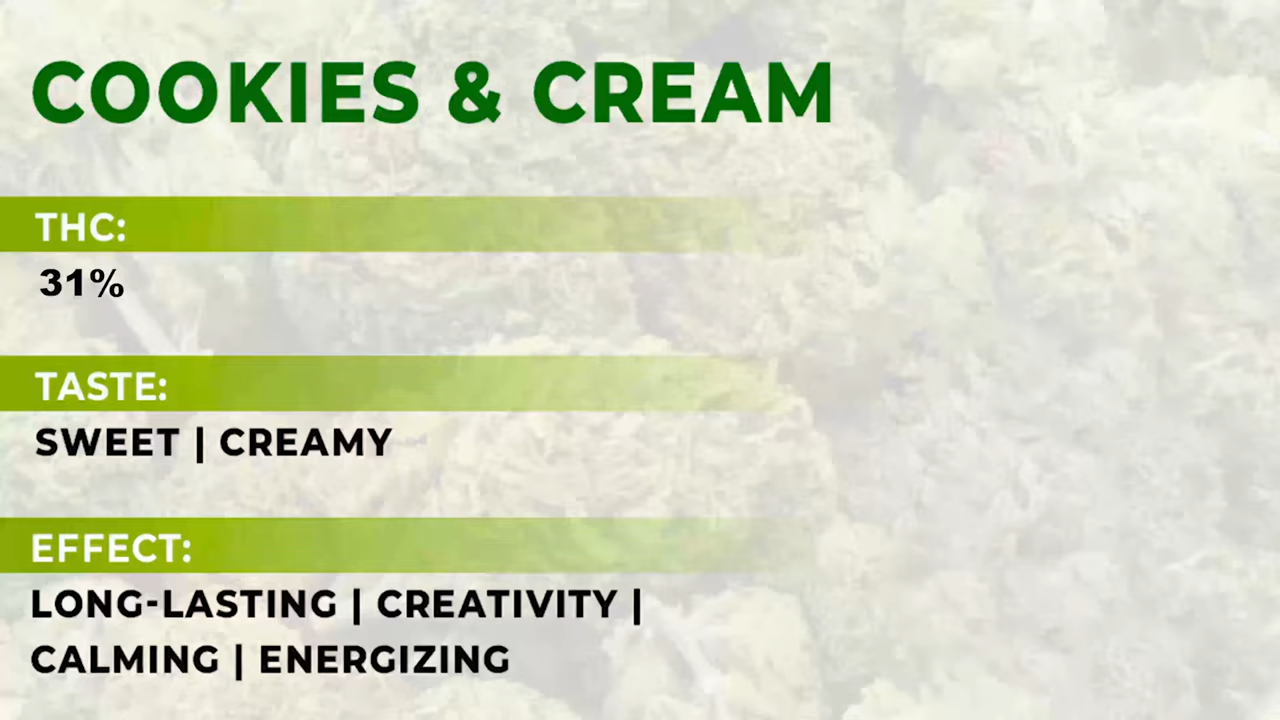 COOKIES & CREAM
THC:
31%
TASTE:
SWEET | CREAMY
EFFECT:
LONG-LASTING | CREATIVITY |
CALMING | ENERGIZING